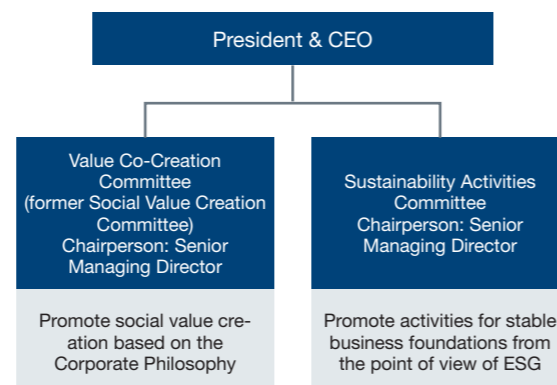 President & CEO
Value Co-Creation
Committee
(former Social Value Creation
Committee)
Chairperson: Senior
Managing Director
Sustainability Activities
Committee
Chairperson: Senior
Managing Director
Promote social value cre-
ation based on the
Corporate Philosophy
Promote activities for stable
business foundations from
the point of view of ESG